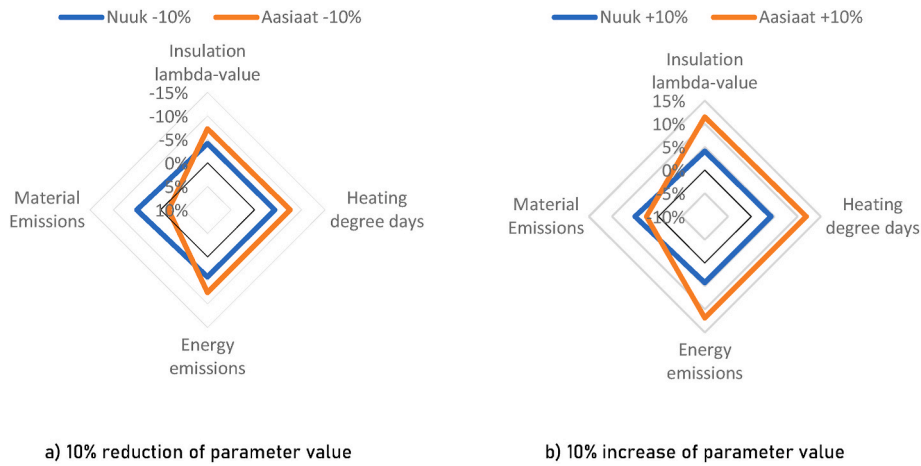 Nuuk -10% Aasiaat -10%
Insulation
lambda-value
-15%
-10%
-5%
0%
5%
10%
Material
Emissions
Heating
degree days
Energy
emissions
a) 10% reduction of parameter value
Nuuk +10% Aasiaat +10%
Insulation
lambda-value
15%
10%
5%
0%
-5%
-10%
Material
Emissions
Heating
degree days
Energy
emissions
b) 10% increase of parameter value